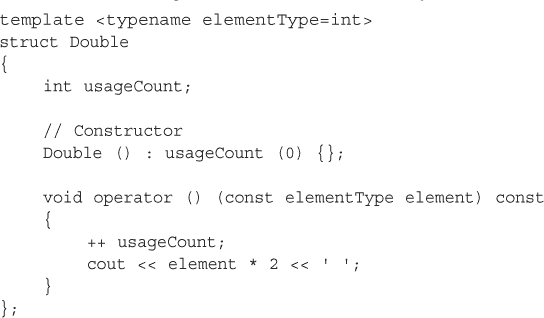 template <typename elementType=int>
struct Double
{
int usageCount;
// Constructor
Double () : usageCount (0) {};
void operator () (const elementType element) const
{
++ usageCount;
cout << element * 2 << ' ';
}
};